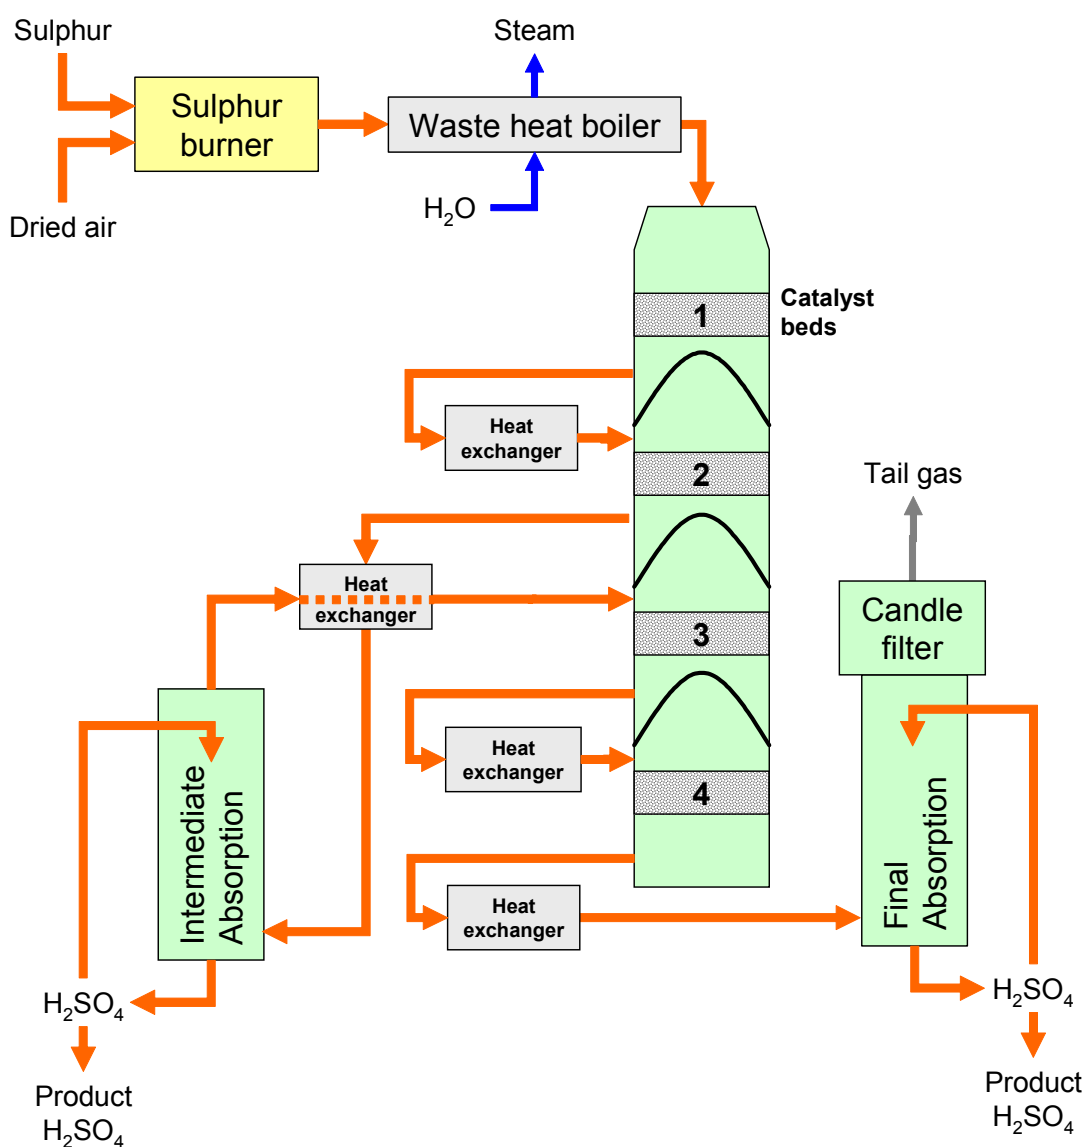 Sulphur
Steam
Sulphur
burner
Waste heat boiler
Dried air
H₂O
1
Catalyst
beds
Heat
exchanger
2
Tail gas
Heat
exchanger
3
Candle
filter
Heat
exchanger
4
Intermediate
Absorption
Final
Absorption
Heat
exchanger
H₂SO₄
H₂SO₄
Product
H₂SO₄
Product
H₂SO₄